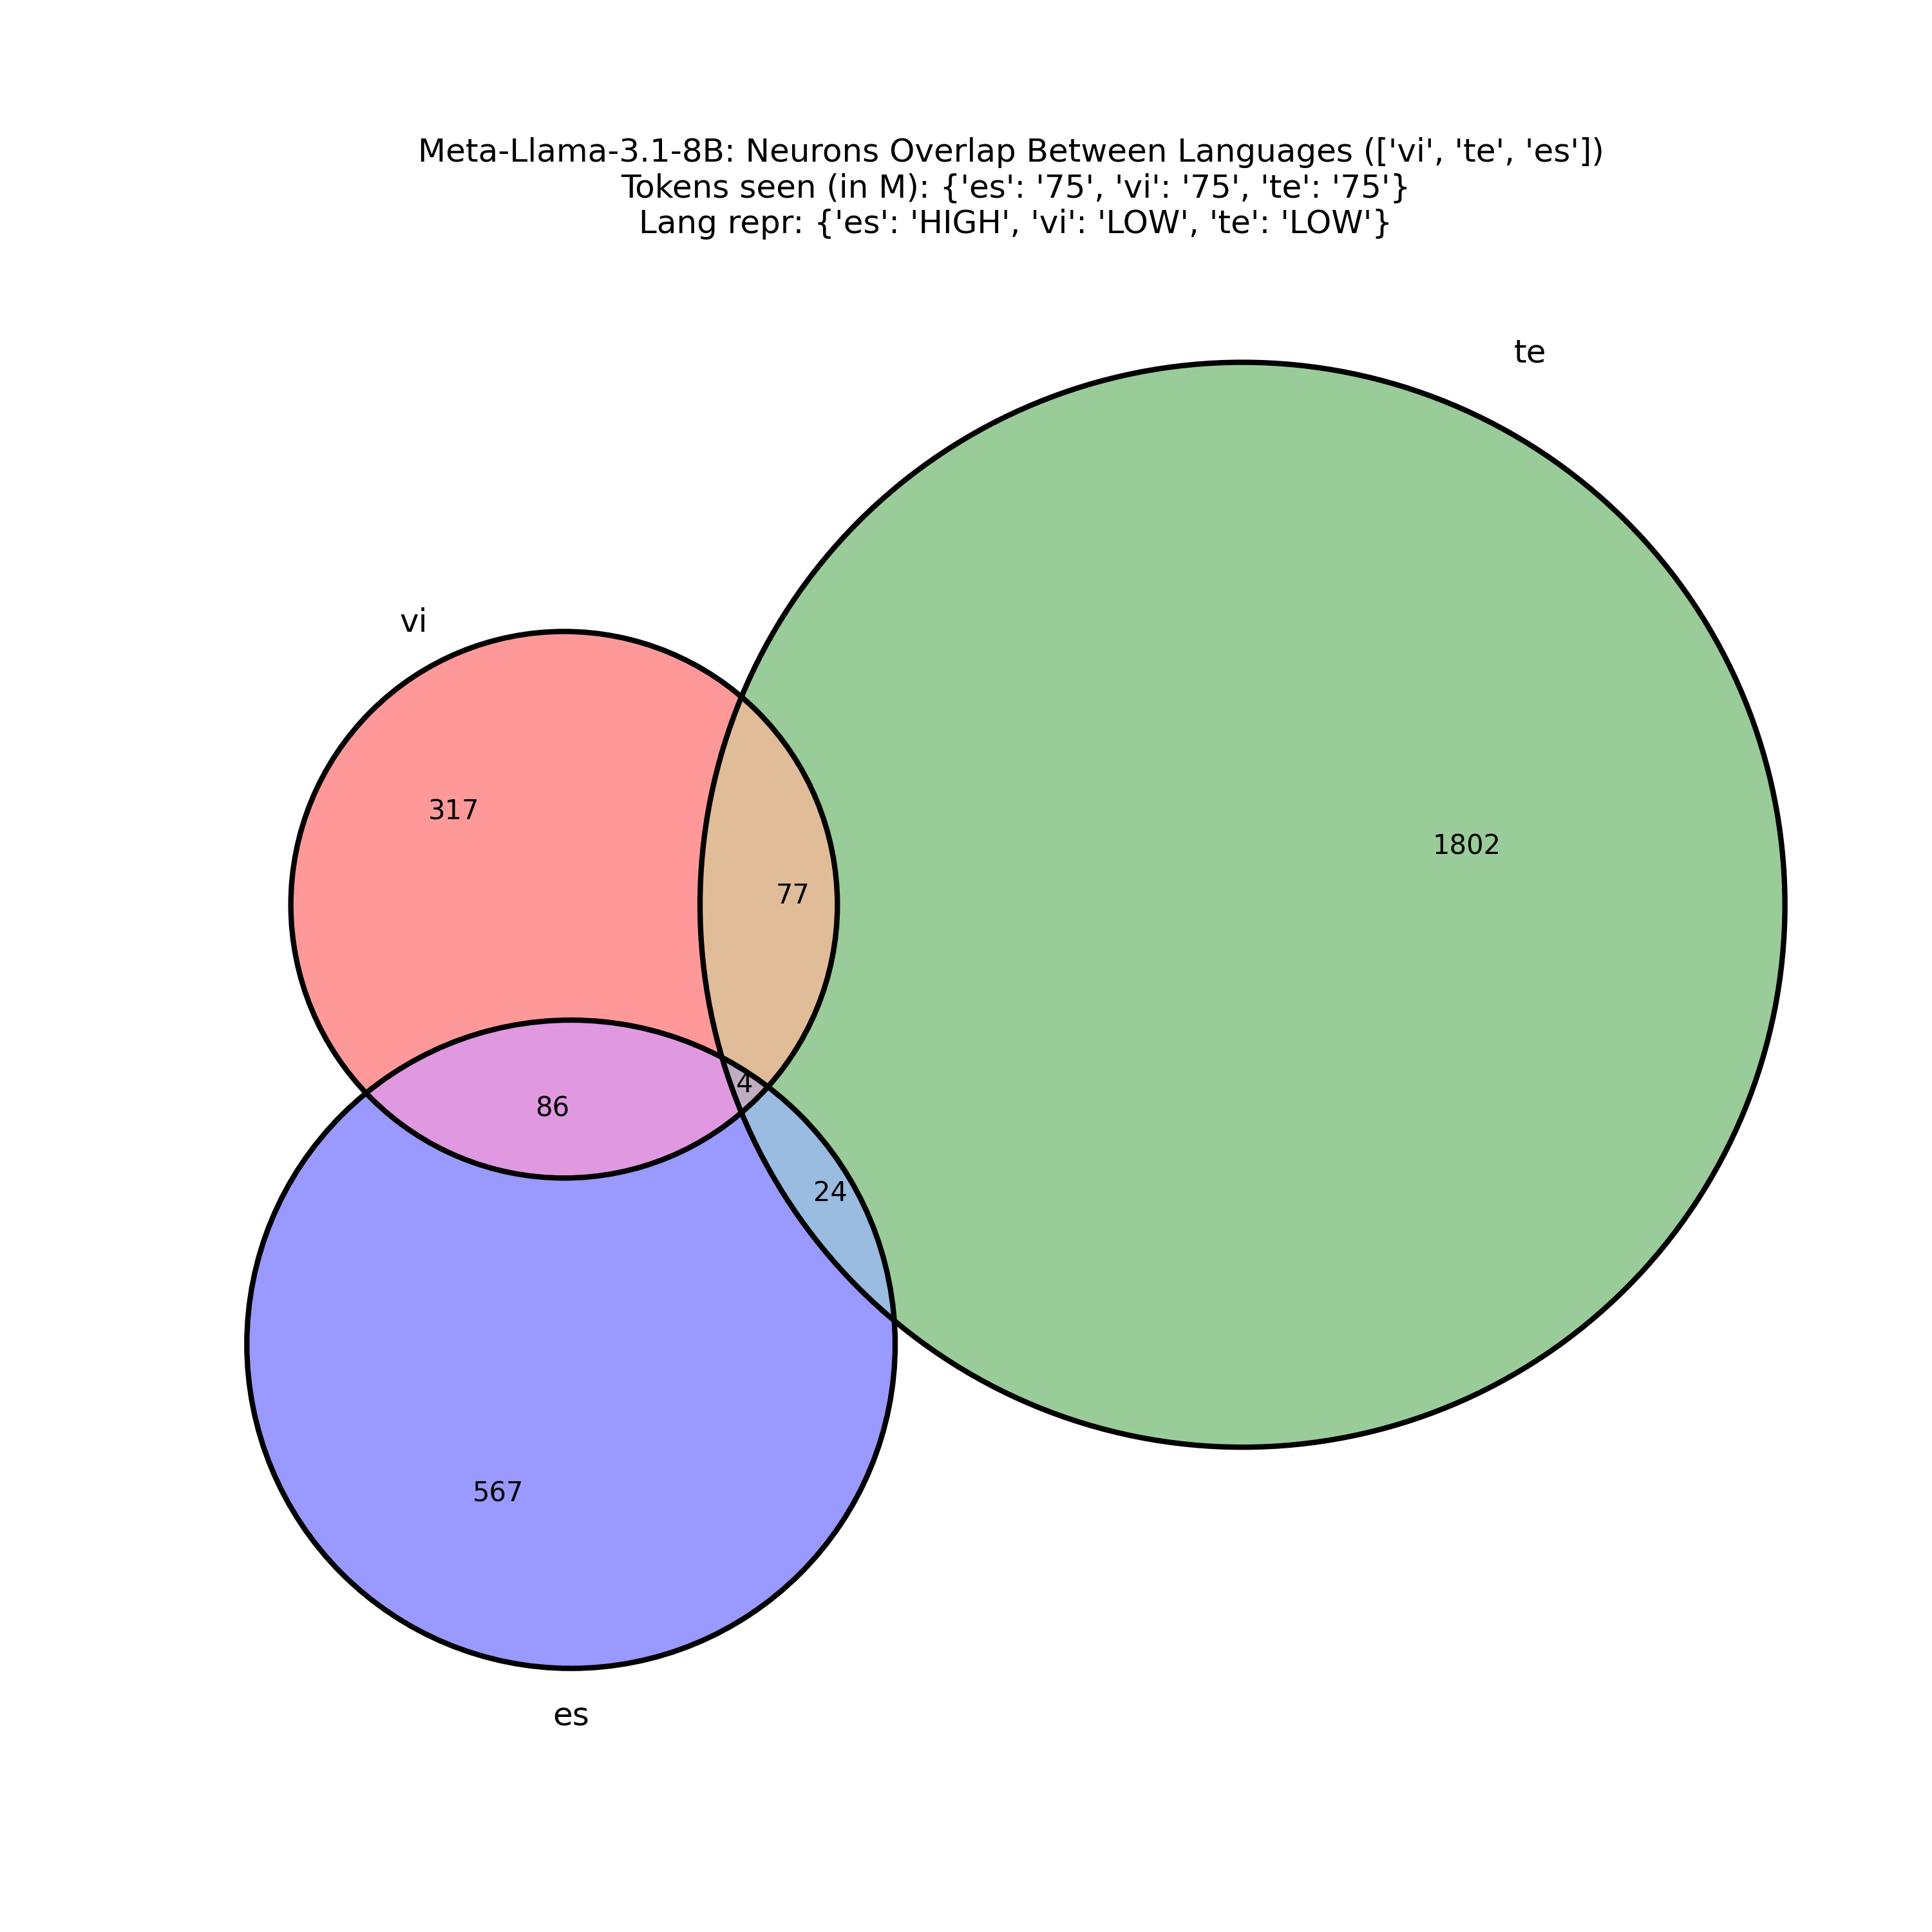 Meta-Llama-3.1-8B: Neurons Overlap Between Languages (['vi', 'te', 'es'])
Tokens seen (in M): {'es': '75', 'vi': '75', 'te': '75'}
Lang repr: {'es': 'HIGH', 'vi': 'LOW', 'te': 'LOW'}
te
vi
317
1802
77
4
86
24
567
es